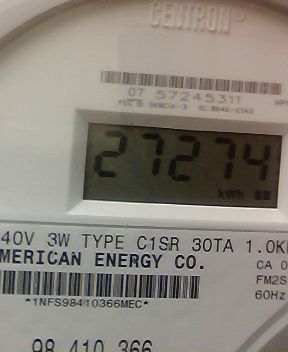 CENTRON
07 57245311
27274
kWh
40V 3W TYPE C1SR 30TA 1.0K
MERICAN ENERGY CO.
CA 0
FM2S
60Hz
*1NFS98410366MEC*
98 410 366